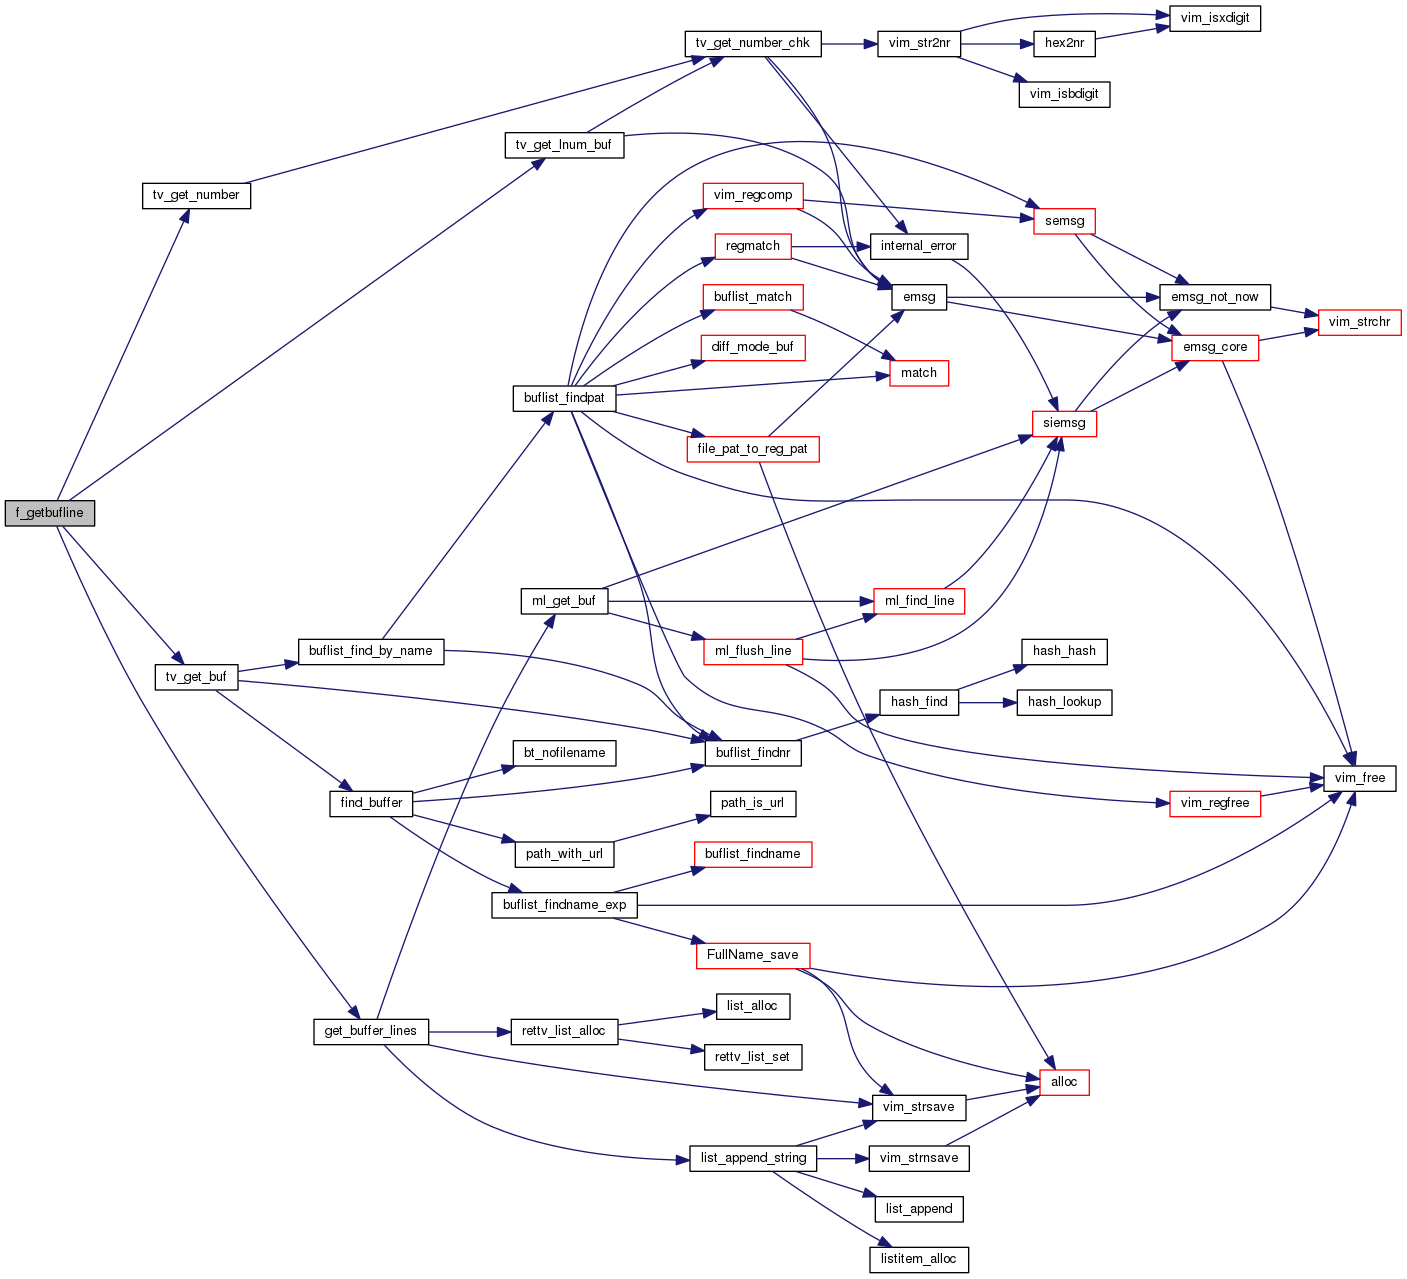 vim_isxdigit
tv_get_number_chk
vim_str2nr
hex2nr
vim_isbdigit
tv_get_lnum_buf
tv_get_number
vim_regcomp
semsg
regmatch
internal_error
buflist_match
emsg
emsg_not_now
vim_strchr
diff_mode_buf
emsg_core
match
buflist_findpat
siemsg
file_pat_to_reg_pat
f_getbufline
ml_get_buf
ml_find_line
buflist_find_by_name
ml_flush_line
hash_hash
tv_get_buf
hash_find
hash_lookup
bt_nofilename
buflist_findnr
vim_free
find_buffer
path_is_url
vim_regfree
path_with_url
buflist_findname
buflist_findname_exp
FullName_save
list_alloc
get_buffer_lines
rettv_list_alloc
rettv_list_set
alloc
vim_strsave
list_append_string
vim_strnsave
list_append
listitem_alloc